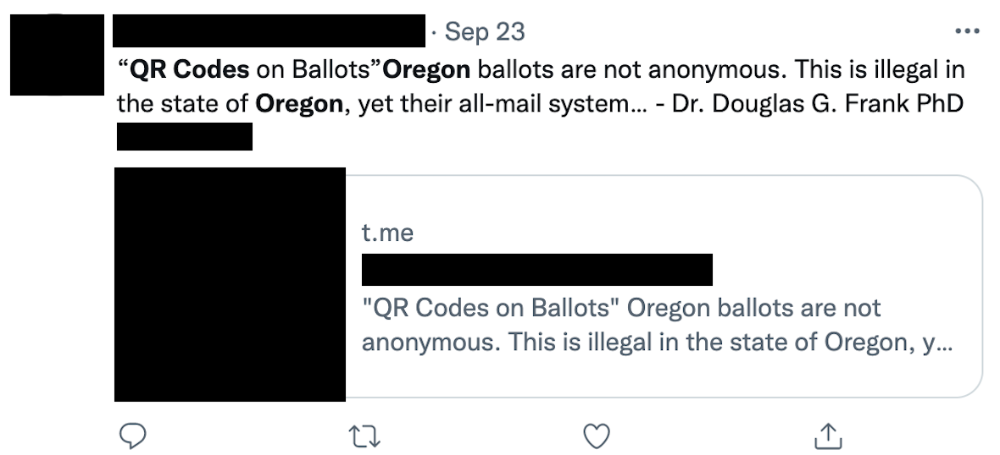 · Sep 23
“QR Codes on Ballots”Oregon ballots are not anonymous. This is illegal in
the state of Oregon, yet their all-mail system... - Dr. Douglas G. Frank PhD
t.me
"QR Codes on Ballots" Oregon ballots are not
anonymous. This is illegal in the state of Oregon, y...